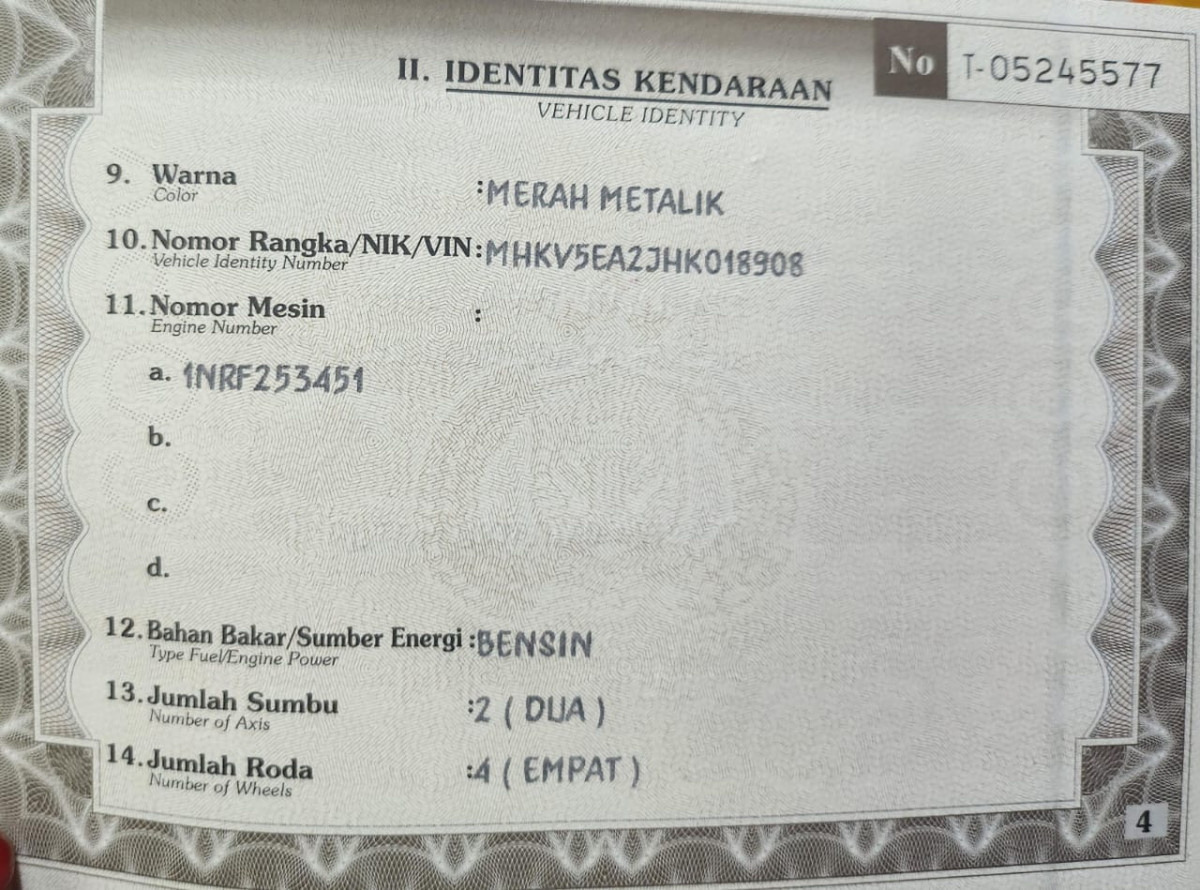 No T-05245577
II. IDENTITAS KENDARAAN
VEHICLE IDENTITY
9. Warna :MERAH METALIK
Color
10. Nomor Rangka/NIK/VIN :MHKV5EA2JHK018908
Vehicle Identity Number
11. Nomor Mesin :
Engine Number
a. 1NRF253451
b.
c.
d.
12. Bahan Bakar/Sumber Energi :BENSIN
Type Fuel/Engine Power
13. Jumlah Sumbu :2 ( DUA )
Number of Axis
14. Jumlah Roda :4 ( EMPAT )
Number of Wheels
4